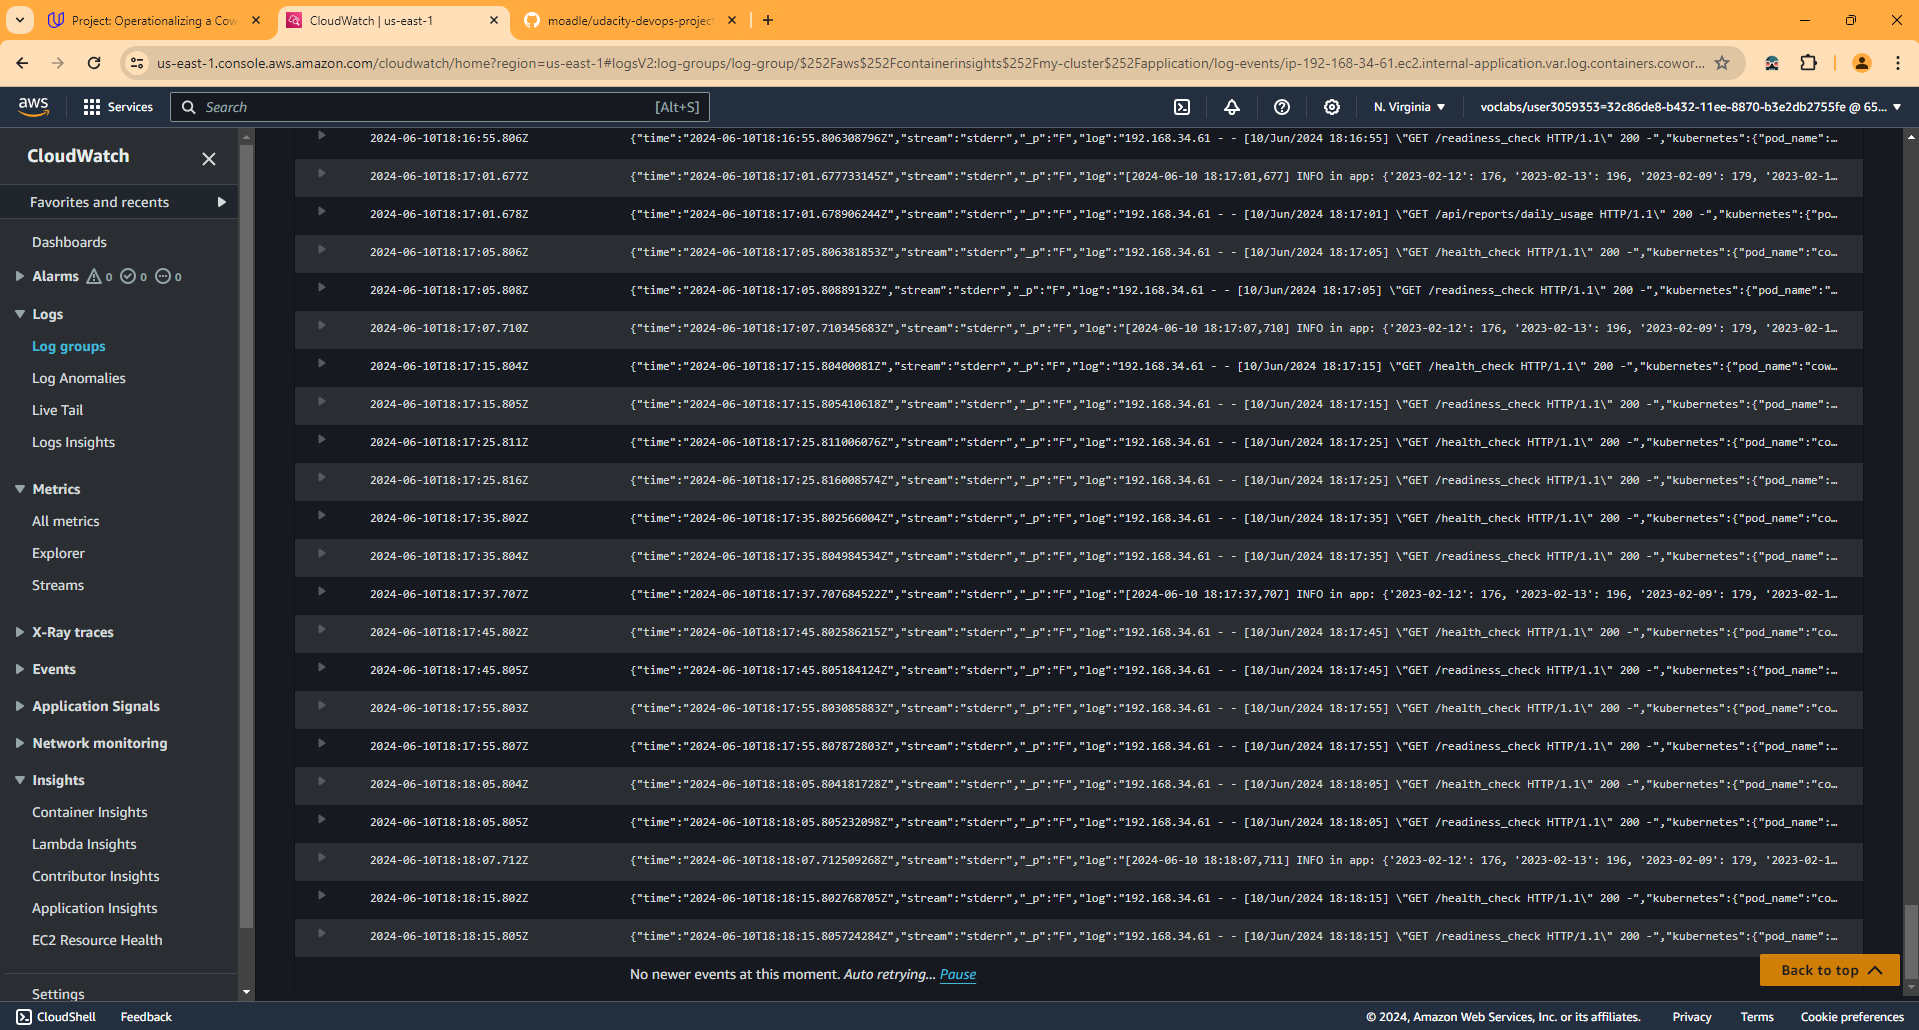 Project: Operationalizing a Cow
CloudWatch | us-east-1
moadle/udacity-devops-project
us-east-1.console.aws.amazon.com/cloudwatch/home?region=us-east-1#logsV2:log-groups/log-group/$252Faws$252Fcontainerinsights$252Fmy-cluster$252Fapplication/log-events/ip-192-168-34-61.ec2.internal-application.var.log.containers.cowor...
aws
Services
Search
[Alt+S]
N. Virginia
voclabs/user3059353=32c86de8-b432-11ee-8870-b3e2db2755fe @ 65...
CloudWatch
Favorites and recents
Dashboards
Alarms 0 0 0
Logs
Log groups
Log Anomalies
Live Tail
Logs Insights
Metrics
All metrics
Explorer
Streams
X-Ray traces
Events
Application Signals
Network monitoring
Insights
Container Insights
Lambda Insights
Contributor Insights
Application Insights
EC2 Resource Health
Settings
2024-06-10T18:16:55.806Z {"time":"2024-06-10T18:16:55.806308796Z","stream":"stderr","_p":"F","log":"192.168.34.61 - - [10/Jun/2024 18:16:55] \"GET /readiness_check HTTP/1.1\" 200 -","kubernetes":{"pod_name":…
2024-06-10T18:17:01.677Z {"time":"2024-06-10T18:17:01.677733145Z","stream":"stderr","_p":"F","log":"[2024-06-10 18:17:01,677] INFO in app: {'2023-02-12': 176, '2023-02-13': 196, '2023-02-09': 179, '2023-02-1…
2024-06-10T18:17:01.678Z {"time":"2024-06-10T18:17:01.678906244Z","stream":"stderr","_p":"F","log":"192.168.34.61 - - [10/Jun/2024 18:17:01] \"GET /api/reports/daily_usage HTTP/1.1\" 200 -","kubernetes":{"po…
2024-06-10T18:17:05.806Z {"time":"2024-06-10T18:17:05.806381853Z","stream":"stderr","_p":"F","log":"192.168.34.61 - - [10/Jun/2024 18:17:05] \"GET /health_check HTTP/1.1\" 200 -","kubernetes":{"pod_name":"co…
2024-06-10T18:17:05.808Z {"time":"2024-06-10T18:17:05.80889132Z","stream":"stderr","_p":"F","log":"192.168.34.61 - - [10/Jun/2024 18:17:05] \"GET /readiness_check HTTP/1.1\" 200 -","kubernetes":{"pod_name":"…
2024-06-10T18:17:07.710Z {"time":"2024-06-10T18:17:07.710345683Z","stream":"stderr","_p":"F","log":"[2024-06-10 18:17:07,710] INFO in app: {'2023-02-12': 176, '2023-02-13': 196, '2023-02-09': 179, '2023-02-1…
2024-06-10T18:17:15.804Z {"time":"2024-06-10T18:17:15.80400081Z","stream":"stderr","_p":"F","log":"192.168.34.61 - - [10/Jun/2024 18:17:15] \"GET /health_check HTTP/1.1\" 200 -","kubernetes":{"pod_name":"cow…
2024-06-10T18:17:15.805Z {"time":"2024-06-10T18:17:15.805410618Z","stream":"stderr","_p":"F","log":"192.168.34.61 - - [10/Jun/2024 18:17:15] \"GET /readiness_check HTTP/1.1\" 200 -","kubernetes":{"pod_name":…
2024-06-10T18:17:25.811Z {"time":"2024-06-10T18:17:25.811006076Z","stream":"stderr","_p":"F","log":"192.168.34.61 - - [10/Jun/2024 18:17:25] \"GET /health_check HTTP/1.1\" 200 -","kubernetes":{"pod_name":"co…
2024-06-10T18:17:25.816Z {"time":"2024-06-10T18:17:25.816008574Z","stream":"stderr","_p":"F","log":"192.168.34.61 - - [10/Jun/2024 18:17:25] \"GET /readiness_check HTTP/1.1\" 200 -","kubernetes":{"pod_name":…
2024-06-10T18:17:35.802Z {"time":"2024-06-10T18:17:35.802566004Z","stream":"stderr","_p":"F","log":"192.168.34.61 - - [10/Jun/2024 18:17:35] \"GET /health_check HTTP/1.1\" 200 -","kubernetes":{"pod_name":"co…
2024-06-10T18:17:35.804Z {"time":"2024-06-10T18:17:35.804984534Z","stream":"stderr","_p":"F","log":"192.168.34.61 - - [10/Jun/2024 18:17:35] \"GET /readiness_check HTTP/1.1\" 200 -","kubernetes":{"pod_name":…
2024-06-10T18:17:37.707Z {"time":"2024-06-10T18:17:37.707684522Z","stream":"stderr","_p":"F","log":"[2024-06-10 18:17:37,707] INFO in app: {'2023-02-12': 176, '2023-02-13': 196, '2023-02-09': 179, '2023-02-1…
2024-06-10T18:17:45.802Z {"time":"2024-06-10T18:17:45.802586215Z","stream":"stderr","_p":"F","log":"192.168.34.61 - - [10/Jun/2024 18:17:45] \"GET /health_check HTTP/1.1\" 200 -","kubernetes":{"pod_name":"co…
2024-06-10T18:17:45.805Z {"time":"2024-06-10T18:17:45.805184124Z","stream":"stderr","_p":"F","log":"192.168.34.61 - - [10/Jun/2024 18:17:45] \"GET /readiness_check HTTP/1.1\" 200 -","kubernetes":{"pod_name":…
2024-06-10T18:17:55.803Z {"time":"2024-06-10T18:17:55.803085883Z","stream":"stderr","_p":"F","log":"192.168.34.61 - - [10/Jun/2024 18:17:55] \"GET /health_check HTTP/1.1\" 200 -","kubernetes":{"pod_name":"co…
2024-06-10T18:17:55.807Z {"time":"2024-06-10T18:17:55.807872803Z","stream":"stderr","_p":"F","log":"192.168.34.61 - - [10/Jun/2024 18:17:55] \"GET /readiness_check HTTP/1.1\" 200 -","kubernetes":{"pod_name":…
2024-06-10T18:18:05.804Z {"time":"2024-06-10T18:18:05.804181728Z","stream":"stderr","_p":"F","log":"192.168.34.61 - - [10/Jun/2024 18:18:05] \"GET /health_check HTTP/1.1\" 200 -","kubernetes":{"pod_name":"co…
2024-06-10T18:18:05.805Z {"time":"2024-06-10T18:18:05.805232098Z","stream":"stderr","_p":"F","log":"192.168.34.61 - - [10/Jun/2024 18:18:05] \"GET /readiness_check HTTP/1.1\" 200 -","kubernetes":{"pod_name":…
2024-06-10T18:18:07.712Z {"time":"2024-06-10T18:18:07.712509268Z","stream":"stderr","_p":"F","log":"[2024-06-10 18:18:07,711] INFO in app: {'2023-02-12': 176, '2023-02-13': 196, '2023-02-09': 179, '2023-02-1…
2024-06-10T18:18:15.802Z {"time":"2024-06-10T18:18:15.802768705Z","stream":"stderr","_p":"F","log":"192.168.34.61 - - [10/Jun/2024 18:18:15] \"GET /health_check HTTP/1.1\" 200 -","kubernetes":{"pod_name":"co…
2024-06-10T18:18:15.805Z {"time":"2024-06-10T18:18:15.805724284Z","stream":"stderr","_p":"F","log":"192.168.34.61 - - [10/Jun/2024 18:18:15] \"GET /readiness_check HTTP/1.1\" 200 -","kubernetes":{"pod_name":…
No newer events at this moment. Auto retrying... Pause
Back to top
CloudShell
Feedback
© 2024, Amazon Web Services, Inc. or its affiliates.
Privacy
Terms
Cookie preferences